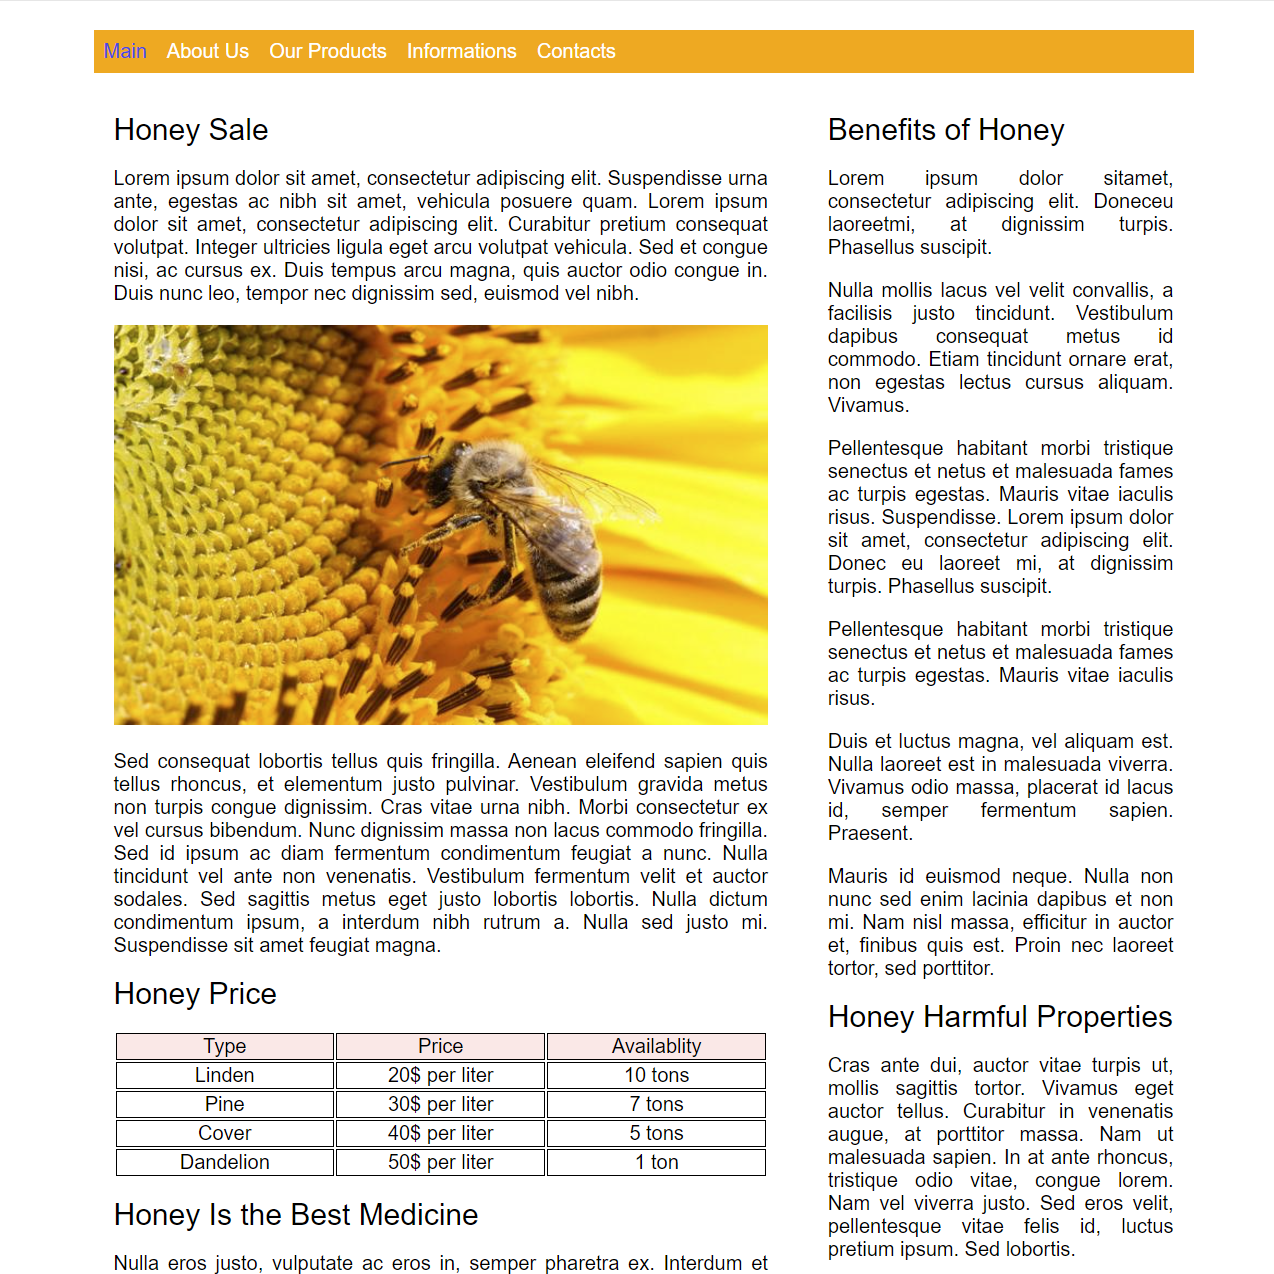 Main About Us Our Products Informations Contacts
Honey Sale
Lorem ipsum dolor sit amet, consectetur adipiscing elit. Suspendisse urna
ante, egestas ac nibh sit amet, vehicula posuere quam. Lorem ipsum
dolor sit amet, consectetur adipiscing elit. Curabitur pretium consequat
volutpat. Integer ultricies ligula eget arcu volutpat vehicula. Sed et congue
nisi, ac cursus ex. Duis tempus arcu magna, quis auctor odio congue in.
Duis nunc leo, tempor nec dignissim sed, euismod vel nibh.
Sed consequat lobortis tellus quis fringilla. Aenean eleifend sapien quis
tellus rhoncus, et elementum justo pulvinar. Vestibulum gravida metus
non turpis congue dignissim. Cras vitae urna nibh. Morbi consectetur ex
vel cursus bibendum. Nunc dignissim massa non lacus commodo fringilla.
Sed id ipsum ac diam fermentum condimentum feugiat a nunc. Nulla
tincidunt vel ante non venenatis. Vestibulum fermentum velit et auctor
sodales. Sed sagittis metus eget justo lobortis lobortis. Nulla dictum
condimentum ipsum, a interdum nibh rutrum a. Nulla sed justo mi.
Suspendisse sit amet feugiat magna.
Honey Price
Type Price Availablity
Linden 20$ per liter 10 tons
Pine 30$ per liter 7 tons
Cover 40$ per liter 5 tons
Dandelion 50$ per liter 1 ton
Honey Is the Best Medicine
Nulla eros justo, vulputate ac eros in, semper pharetra ex. Interdum et
Benefits of Honey
Lorem ipsum dolor sitamet,
consectetur adipiscing elit. Doneceu
laoreetmi, at dignissim turpis.
Phasellus suscipit.
Nulla mollis lacus vel velit convallis, a
facilisis justo tincidunt. Vestibulum
dapibus consequat metus id
commodo. Etiam tincidunt ornare erat,
non egestas lectus cursus aliquam.
Vivamus.
Pellentesque habitant morbi tristique
senectus et netus et malesuada fames
ac turpis egestas. Mauris vitae iaculis
risus. Suspendisse. Lorem ipsum dolor
sit amet, consectetur adipiscing elit.
Donec eu laoreet mi, at dignissim
turpis. Phasellus suscipit.
Pellentesque habitant morbi tristique
senectus et netus et malesuada fames
ac turpis egestas. Mauris vitae iaculis
risus.
Duis et luctus magna, vel aliquam est.
Nulla laoreet est in malesuada viverra.
Vivamus odio massa, placerat id lacus
id, semper fermentum sapien.
Praesent.
Mauris id euismod neque. Nulla non
nunc sed enim lacinia dapibus et non
mi. Nam nisl massa, efficitur in auctor
et, finibus quis est. Proin nec laoreet
tortor, sed porttitor.
Honey Harmful Properties
Cras ante dui, auctor vitae turpis ut,
mollis sagittis tortor. Vivamus eget
auctor tellus. Curabitur in venenatis
augue, at porttitor massa. Nam ut
malesuada sapien. In at ante rhoncus,
tristique odio vitae, congue lorem.
Nam vel viverra justo. Sed eros velit,
pellentesque vitae felis id, luctus
pretium ipsum. Sed lobortis.